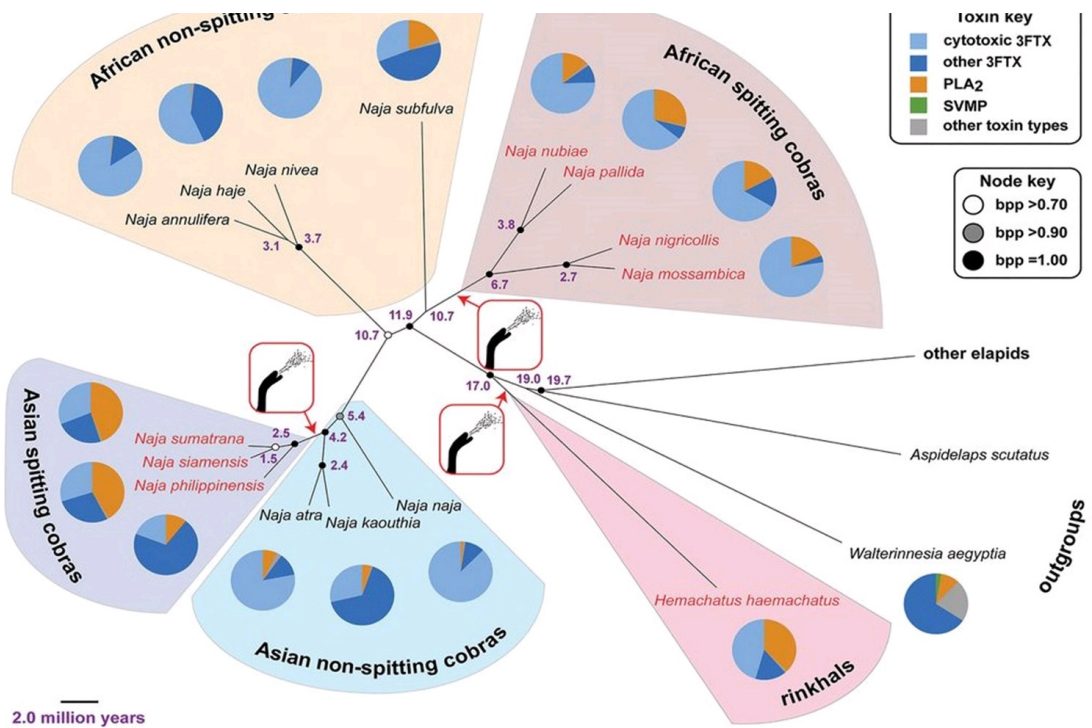 African non-spitting c
Naja subfulva
Naja nivea
Naja haje
Naja annulifera
3.1
3.7
African spitting cobras
Naja nubiae
Naja pallida
3.8
Naja nigricollis
Naja mossambica
6.7
2.7
Toxin key
cytotoxic 3FTX
other 3FTX
PLA2
SVMP
other toxin types
Node key
bpp >0.70
bpp >0.90
bpp =1.00
11.9
10.7
10.7
17.0
19.0
19.7
other elapids
Aspidelaps scutatus
Walterinnesia aegyptia
outgroups
Hemachatus haemachatus
rinkhals
5.4
4.2
2.5
1.5
2.4
Naja sumatrana
Naja siamensis
Naja philippinensis
Asian spitting cobras
Naja atra
Naja kaouthia
Naja naja
Asian non-spitting cobras
2.0 million years